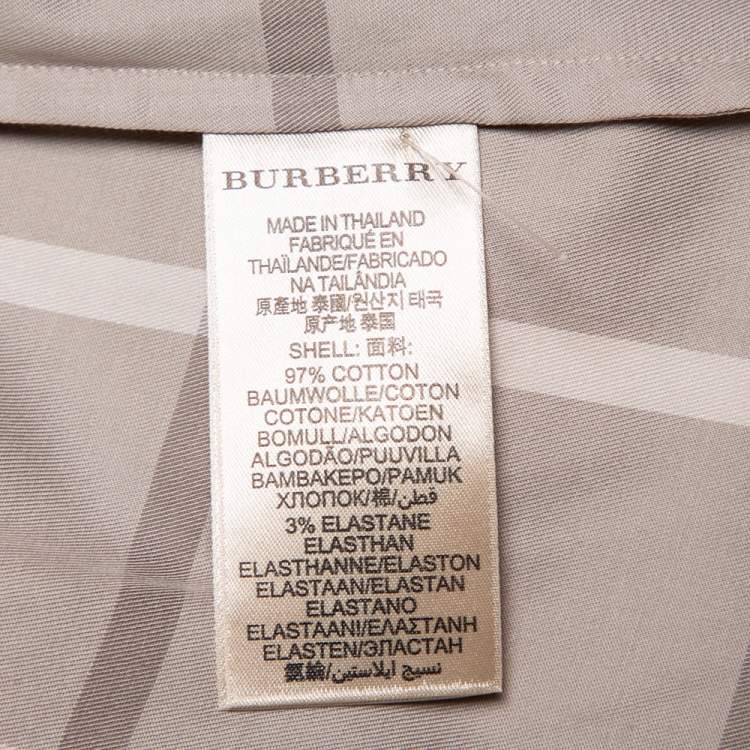 BURBERRY
MADE IN THAILAND
FABRIQUÉ EN
THAÏLANDE/FABRICADO
NA TAILÂNDIA
原產地 泰國/원산지 태국
原产地 泰国
SHELL: 面料:
97% COTTON
BAUMWOLLE/COTON
COTONE/KATOEN
BOMULL/ALGODON
ALGODÃO/PUUVILLA
BAMBAKEPO/PAMUK
ХЛОПОК/棉/قطن
3% ELASTANE
ELASTHAN
ELASTHANNE/ELASTON
ELASTAAN/ELASTAN
ELASTANO
ELASTAANI/ΕΛΑΣΤΑΝΗ
ELASTEN/ЭЛАСТАН
氨綸/نسيج ايلاستين